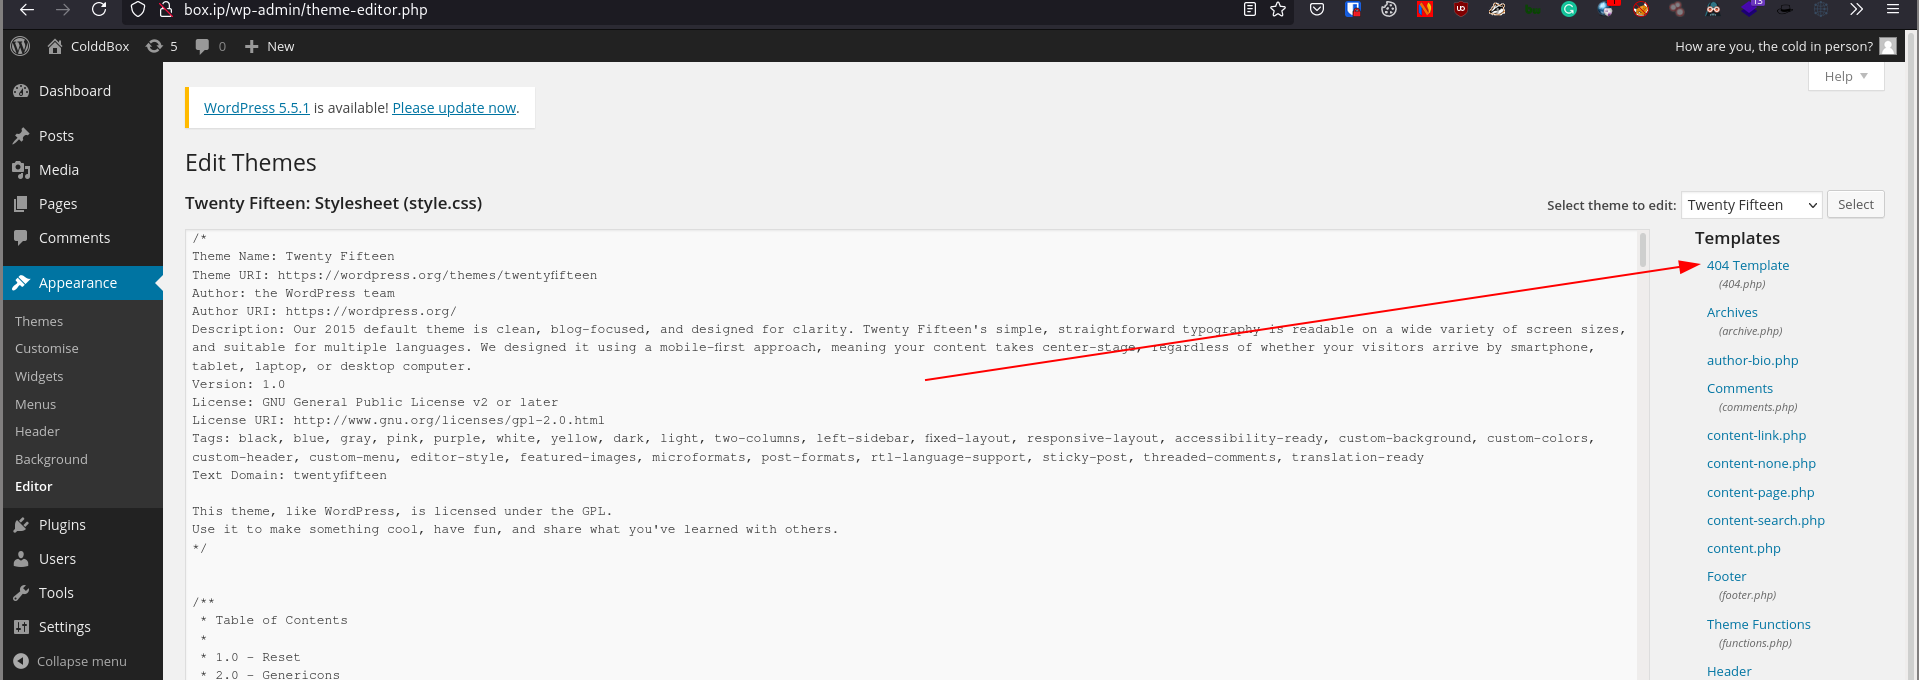 box.ip/wp-admin/theme-editor.php
ColddBox 5 0 New
How are you, the cold in person?
Help
Dashboard
Posts
Media
Pages
Comments
Appearance
Themes
Customise
Widgets
Menus
Header
Background
Editor
Plugins
Users
Tools
Settings
Collapse menu
WordPress 5.5.1 is available! Please update now.
Edit Themes
Twenty Fifteen: Stylesheet (style.css)
Select theme to edit: Twenty Fifteen Select
/*
Theme Name: Twenty Fifteen
Theme URI: https://wordpress.org/themes/twentyfifteen
Author: the WordPress team
Author URI: https://wordpress.org/
Description: Our 2015 default theme is clean, blog-focused, and designed for clarity. Twenty Fifteen's simple, straightforward typography is readable on a wide variety of screen sizes,
and suitable for multiple languages. We designed it using a mobile-first approach, meaning your content takes center-stage, regardless of whether your visitors arrive by smartphone,
tablet, laptop, or desktop computer.
Version: 1.0
License: GNU General Public License v2 or later
License URI: http://www.gnu.org/licenses/gpl-2.0.html
Tags: black, blue, gray, pink, purple, white, yellow, dark, light, two-columns, left-sidebar, fixed-layout, responsive-layout, accessibility-ready, custom-background, custom-colors,
custom-header, custom-menu, editor-style, featured-images, microformats, post-formats, rtl-language-support, sticky-post, threaded-comments, translation-ready
Text Domain: twentyfifteen
This theme, like WordPress, is licensed under the GPL.
Use it to make something cool, have fun, and share what you've learned with others.
*/
/**
* Table of Contents
*
* 1.0 - Reset
* 2.0 - Genericons
Templates
404 Template
(404.php)
Archives
(archive.php)
author-bio.php
Comments
(comments.php)
content-link.php
content-none.php
content-page.php
content-search.php
content.php
Footer
(footer.php)
Theme Functions
(functions.php)
Header